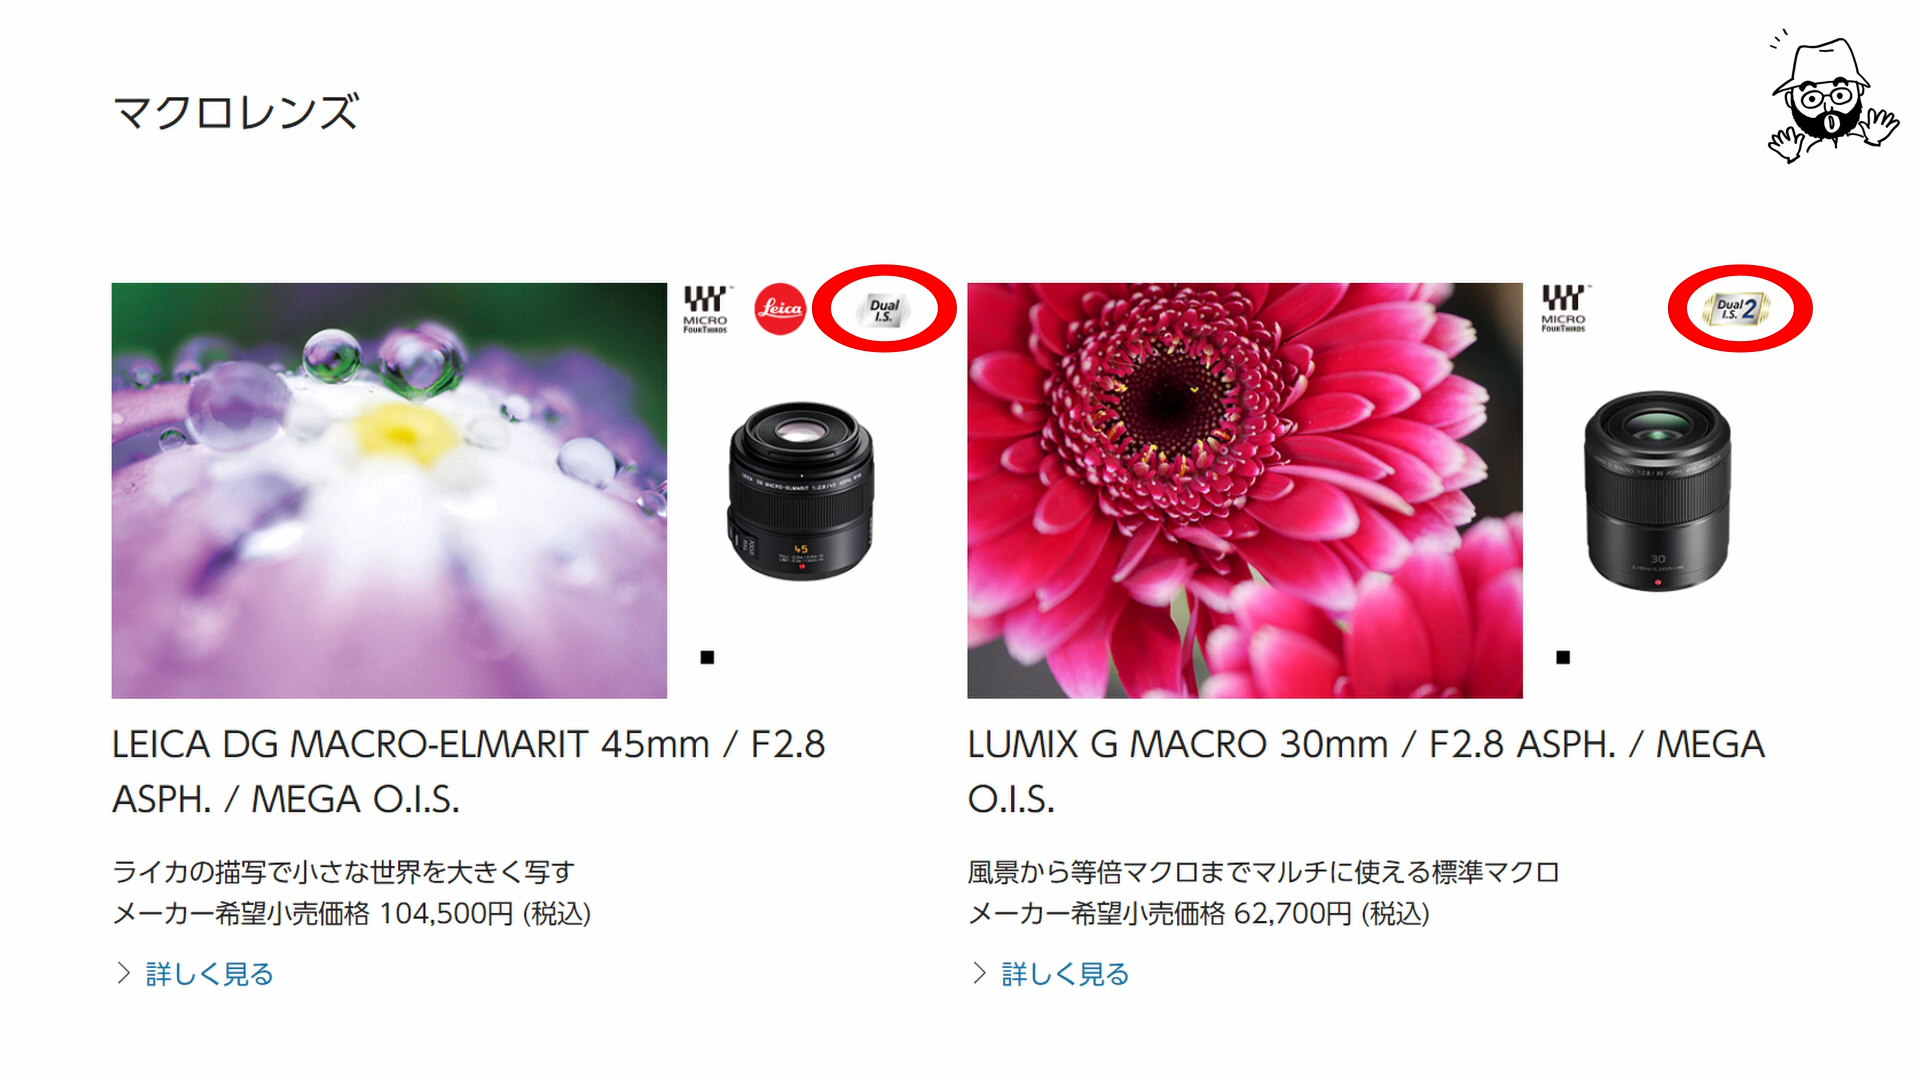 マクロレンズ
MICRO
FOURTHIRDS
Leica
Dual
I.S.
45
LEICA DG MACRO-ELMARIT 45mm / F2.8
ASPH. / MEGA O.I.S.
ライカの描写で小さな世界を大きく写す
メーカー希望小売価格 104,500円 (税込)
詳しく見る
MICRO
FOURTHIRDS
Dual
I.S. 2
30
LUMIX G MACRO 30mm / F2.8 ASPH. / MEGA
O.I.S.
風景から等倍マクロまでマルチに使える標準マクロ
メーカー希望小売価格 62,700円 (税込)
詳しく見る